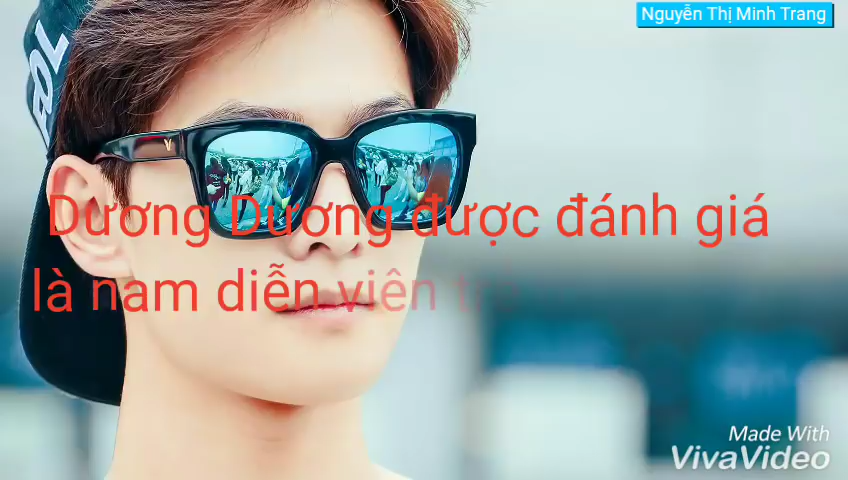 Nguyễn Thị Minh Trang
Dương Dương được đánh giá
là nam diễn viên
Made With
VivaVideo